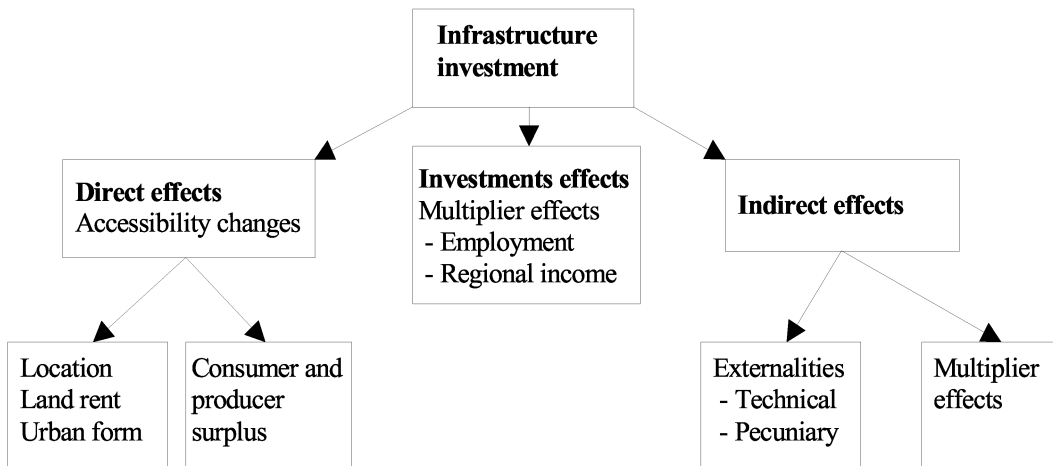 Infrastructure
investment
Direct effects
Accessibility changes
Investments effects
Multiplier effects
- Employment
- Regional income
Indirect effects
Location
Land rent
Urban form
Consumer and
producer
surplus
Externalities
- Technical
- Pecuniary
Multiplier
effects